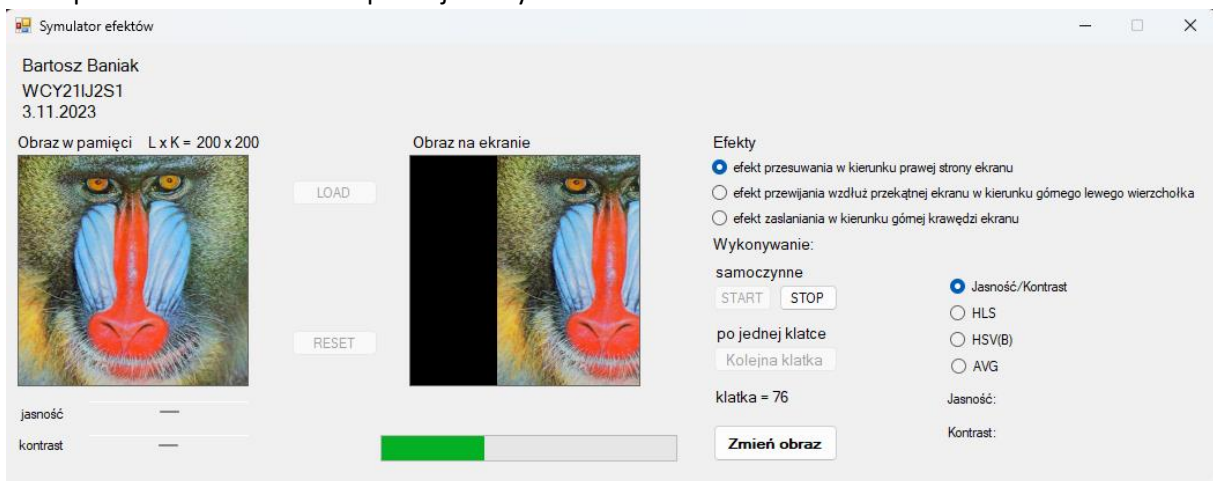 Symulator efektów
Bartosz Baniak
WCY21IJ2S1
3.11.2023
Obraz w pamięci L x K = 200 x 200
Obraz na ekranie
LOAD
RESET
jasność
kontrast
Efekty
efekt przesuwania w kierunku prawej strony ekranu
efekt przewijania wzdłuż przekątnej ekranu w kierunku górnego lewego wierzchołka
efekt zaslaniania w kierunku górnej krawędzi ekranu
Wykonywanie:
samoczynne
START STOP
po jednej klatce
Kolejna klatka
klatka = 76
Zmień obraz
Jasność/Kontrast
HLS
HSV(B)
AVG
Jasność:
Kontrast: